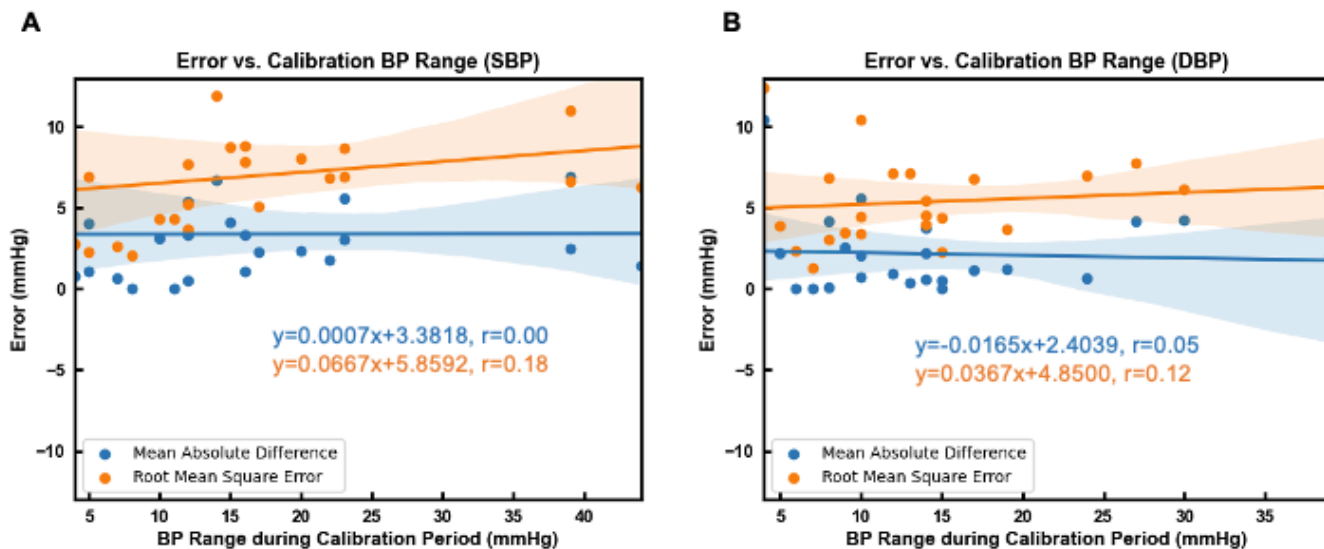 A
Error vs. Calibration BP Range (SBP)
Error (mmHg)
10
5
0
−5
−10
y=0.0007x+3.3818, r=0.00
y=0.0667x+5.8592, r=0.18
Mean Absolute Difference
Root Mean Square Error
5 10 15 20 25 30 35 40
BP Range during Calibration Period (mmHg)
B
Error vs. Calibration BP Range (DBP)
Error (mmHg)
10
5
0
−5
−10
y=-0.0165x+2.4039, r=0.05
y=0.0367x+4.8500, r=0.12
Mean Absolute Difference
Root Mean Square Error
5 10 15 20 25 30 35
BP Range during Calibration Period (mmHg)